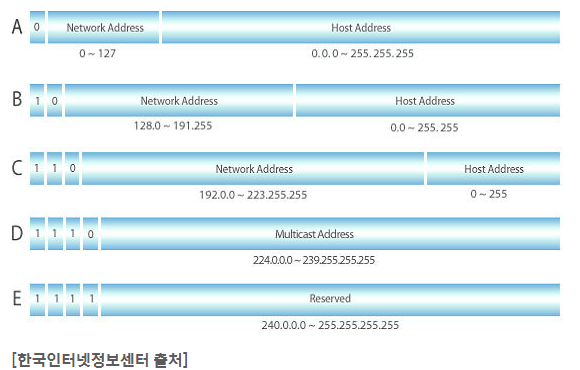 A 0 Network Address Host Address
0 ~ 127 0.0.0 ~ 255.255.255
B 1 0 Network Address Host Address
128.0 ~ 191.255 0.0 ~ 255.255
C 1 1 0 Network Address Host Address
192.0.0 ~ 223.255.255 0 ~ 255
D 1 1 1 0 Multicast Address
224.0.0.0 ~ 239.255.255.255
E 1 1 1 1 Reserved
240.0.0.0 ~ 255.255.255.255
[한국인터넷정보센터 출처]